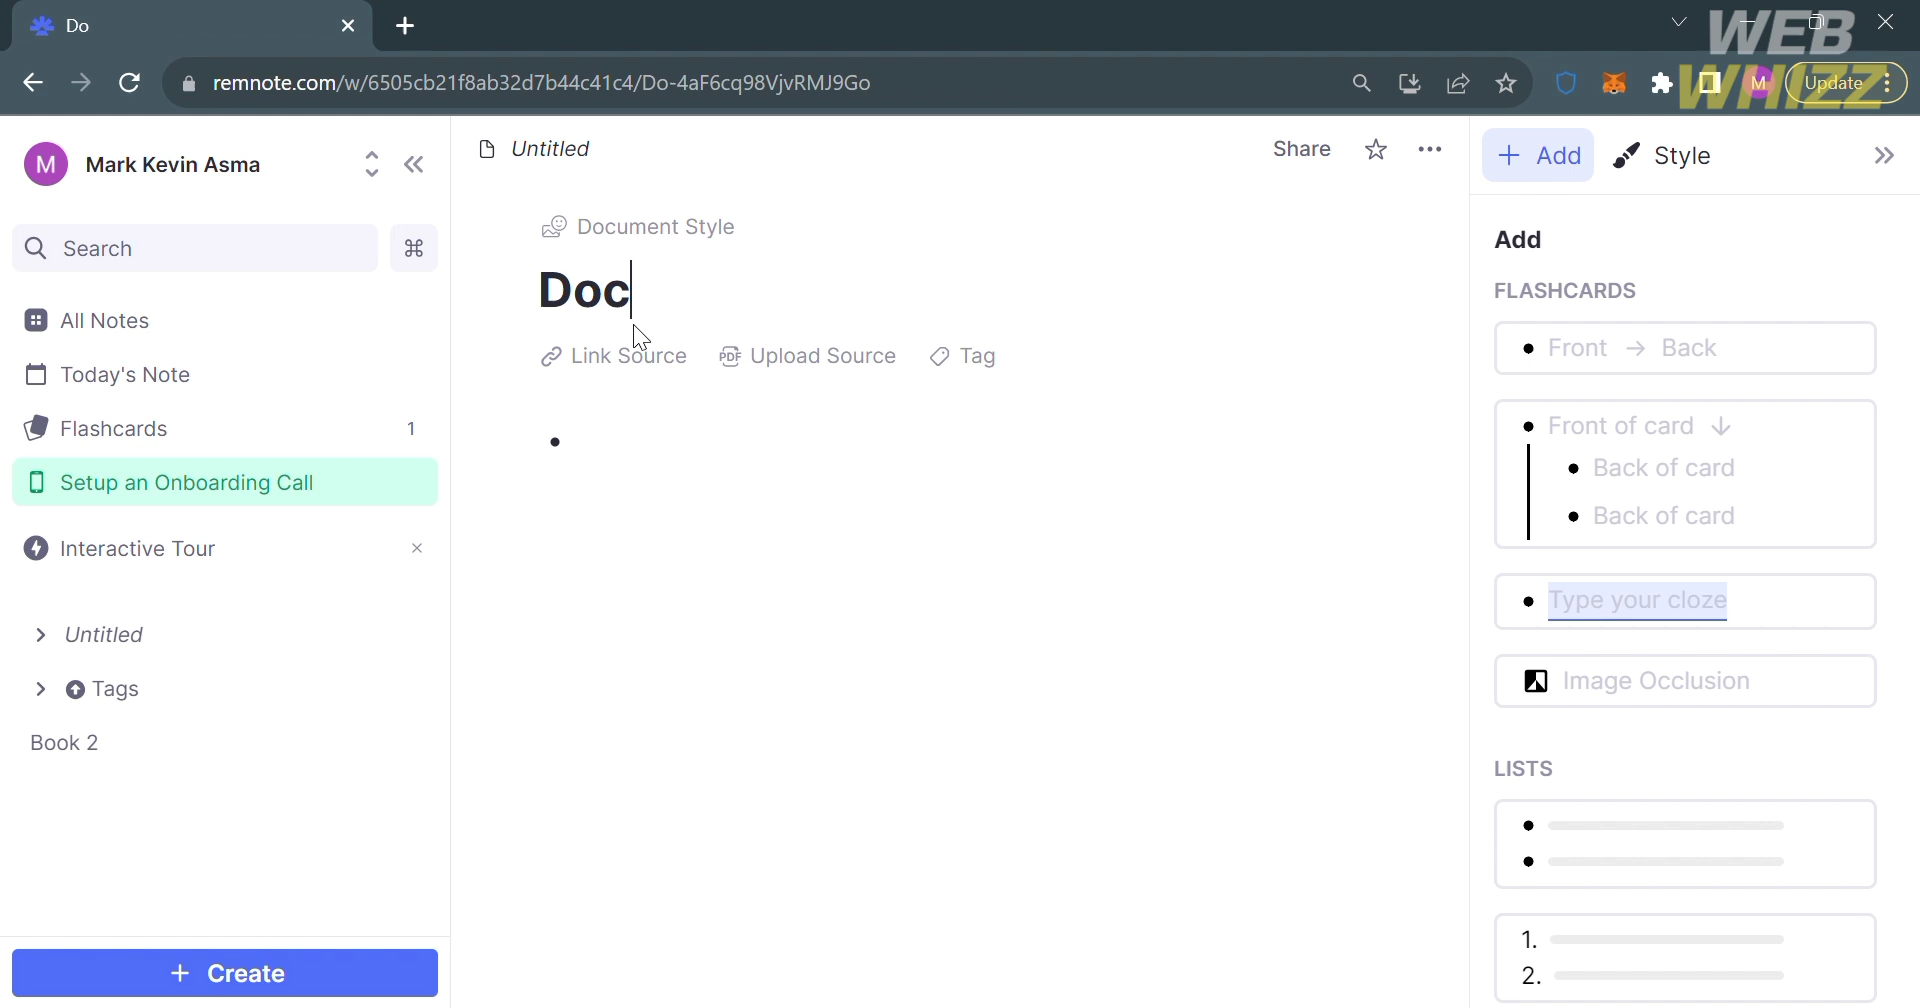 Do
WEB
WHIZZ
remnote.com/w/6505cb21f8ab32d7b44c41c4/Do-4aF6cq98VjvRMJ9Go
M
Update
M
Mark Kevin Asma
Untitled
Share
Add
Style
Search
Document Style
Add
Doc
FLASHCARDS
All Notes
Link Source
PDF Upload Source
Tag
Front → Back
Today's Note
Flashcards 1
Front of card ↓
Back of card
Back of card
Setup an Onboarding Call
Interactive Tour
Type your cloze
Untitled
Image Occlusion
Tags
Book 2
LISTS
1.
2.
+ Create